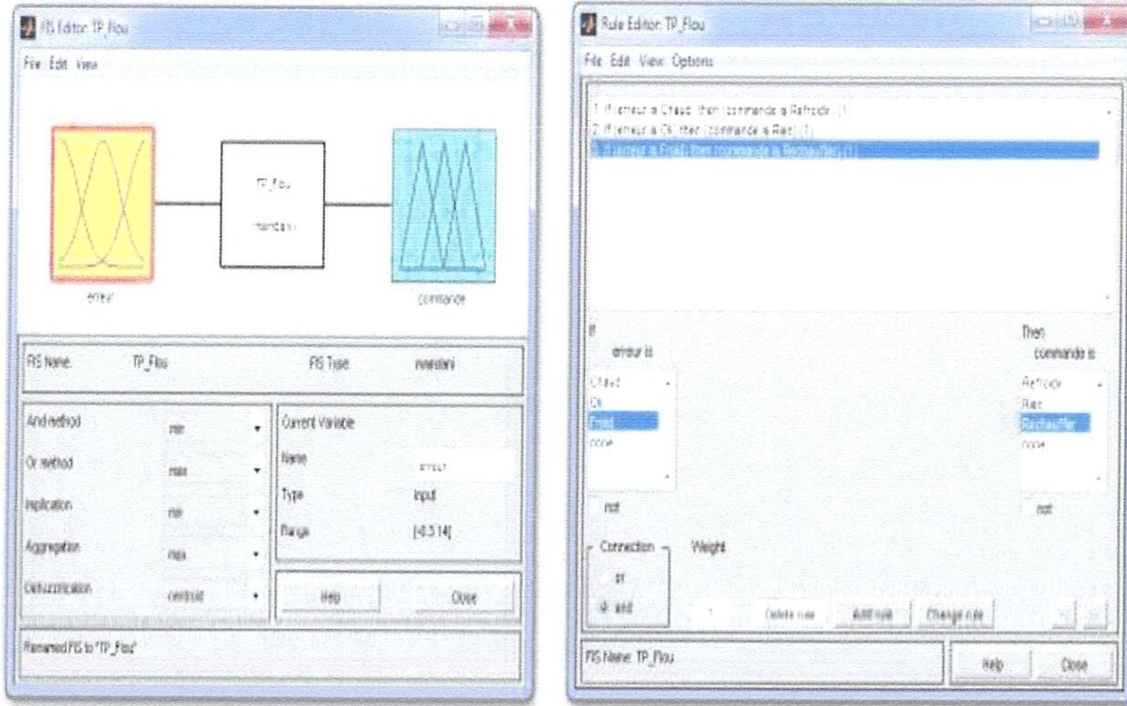 FIS Editor: TP_Flou
File Edit View
TP_Flou
mamdani
erreur
commande
FIS Name: TP_Flou FIS Type mamdani
And method min
Or method max
Implication min
Aggregation max
Defuzzification centroid
Current Variable
Name erreur
Type input
Range
Help Close
Renamed FIS to "TP_Flou"
Rule Editor: TP_Flou
File Edit View Options
1. If (erreur is Chaud) then (commande is Refroidir) (1)
2. If (erreur is Ok) then (commande is Rien) (1)
3. If (erreur is Froid) then (commande is Rechauffer) (1)
If
erreur is
Chaud
Ok
Froid
none
not
Then
commande is
Refroidir
Rien
Rechauffer
none
not
Connection
or
and
Weight
1
Delete rule Add rule Change rule << >>
FIS Name: TP_Flou
Help Close